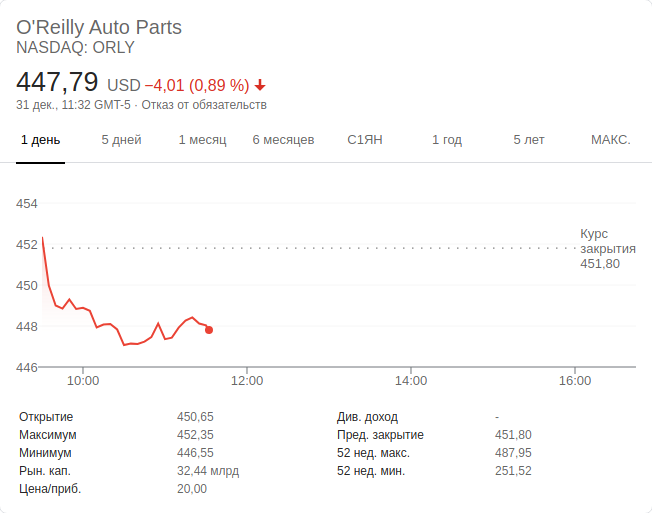 O'Reilly Auto Parts
NASDAQ: ORLY
447,79 USD −4,01 (0,89 %)
31 дек., 11:32 GMT-5 · Отказ от обязательств
1 день 5 дней 1 месяц 6 месяцев С1ЯН 1 год 5 лет МАКС.
454
452
450
448
446
Курс
закрытия
451,80
10:00 12:00 14:00 16:00
Открытие 450,65 Див. доход -
Максимум 452,35 Пред. закрытие 451,80
Минимум 446,55 52 нед. макс. 487,95
Рын. кап. 32,44 млрд 52 нед. мин. 251,52
Цена/приб. 20,00